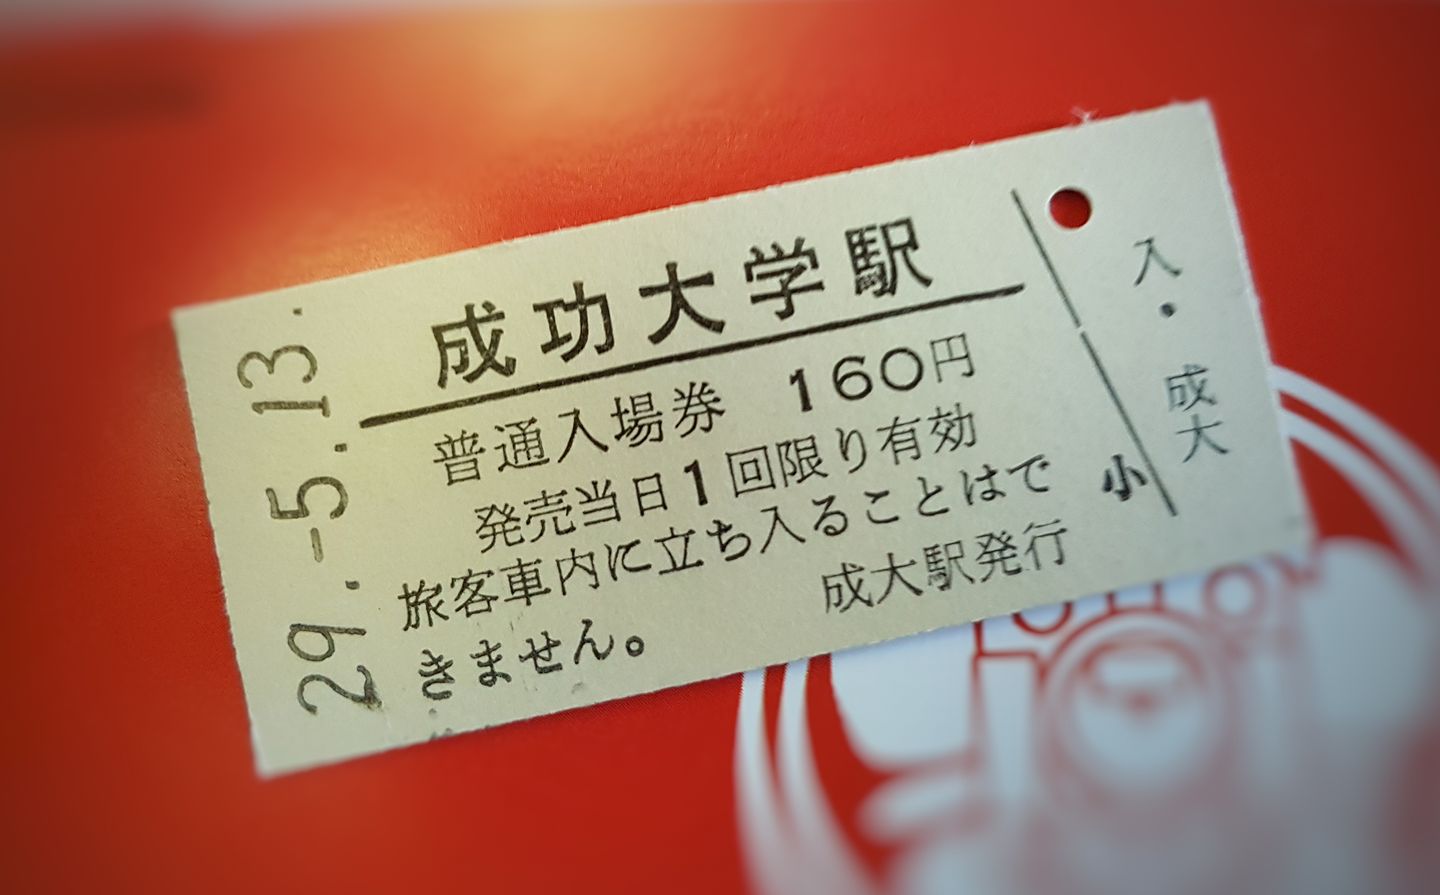 29.-5.13.
成功大学駅
普通入場券 160円
発売当日1回限り有効
旅客車内に立ち入ることはで
きません。
成大駅発行
小
入・成大